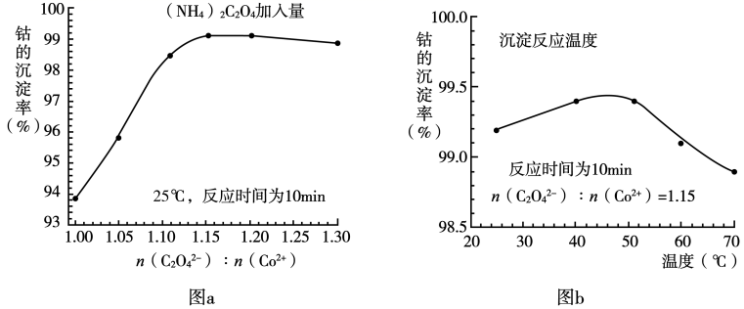 （NH₄）₂C₂O₄加入量
钴的沉淀率（%）
100
99
98
96
95
94
93
25℃，反应时间为10min
1.00 1.05 1.10 1.15 1.20 1.25 1.30
n（C₂O₄²⁻）:n（Co²⁺）
图a
钴的沉淀率（%）
100.0
99.5
99.0
98.5
沉淀反应温度
反应时间为10min
n（C₂O₄²⁻）:n（Co²⁺）=1.15
20 30 40 50 60 70
温度（℃）
图b